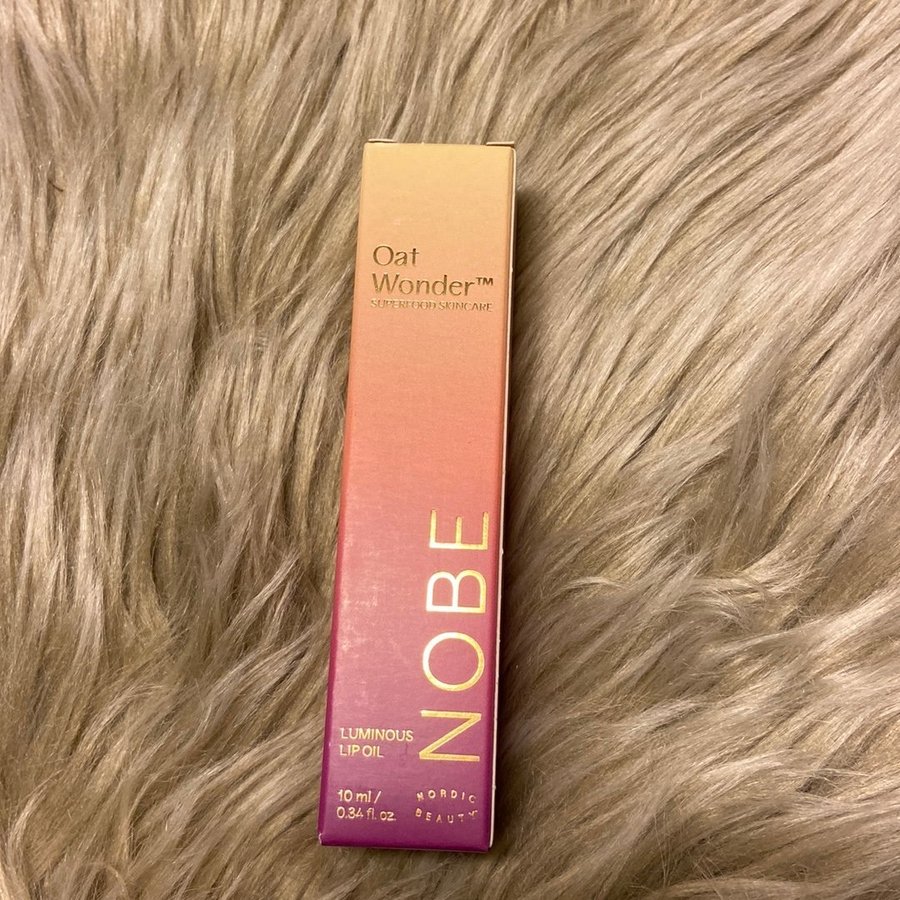 Oat
Wonder™
SUPERFOOD SKINCARE
NOBE
LUMINOUS
LIP OIL
10 ml /
0.34 fl. oz.
NORDIC
BEAUTY